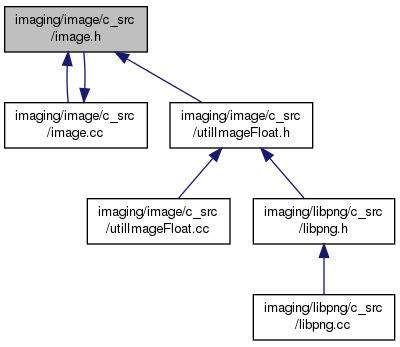 imaging/image/c_src
/image.h
imaging/image/c_src
/image.cc
imaging/image/c_src
/utilImageFloat.h
imaging/image/c_src
/utilImageFloat.cc
imaging/libpng/c_src
/libpng.h
imaging/libpng/c_src
/libpng.cc